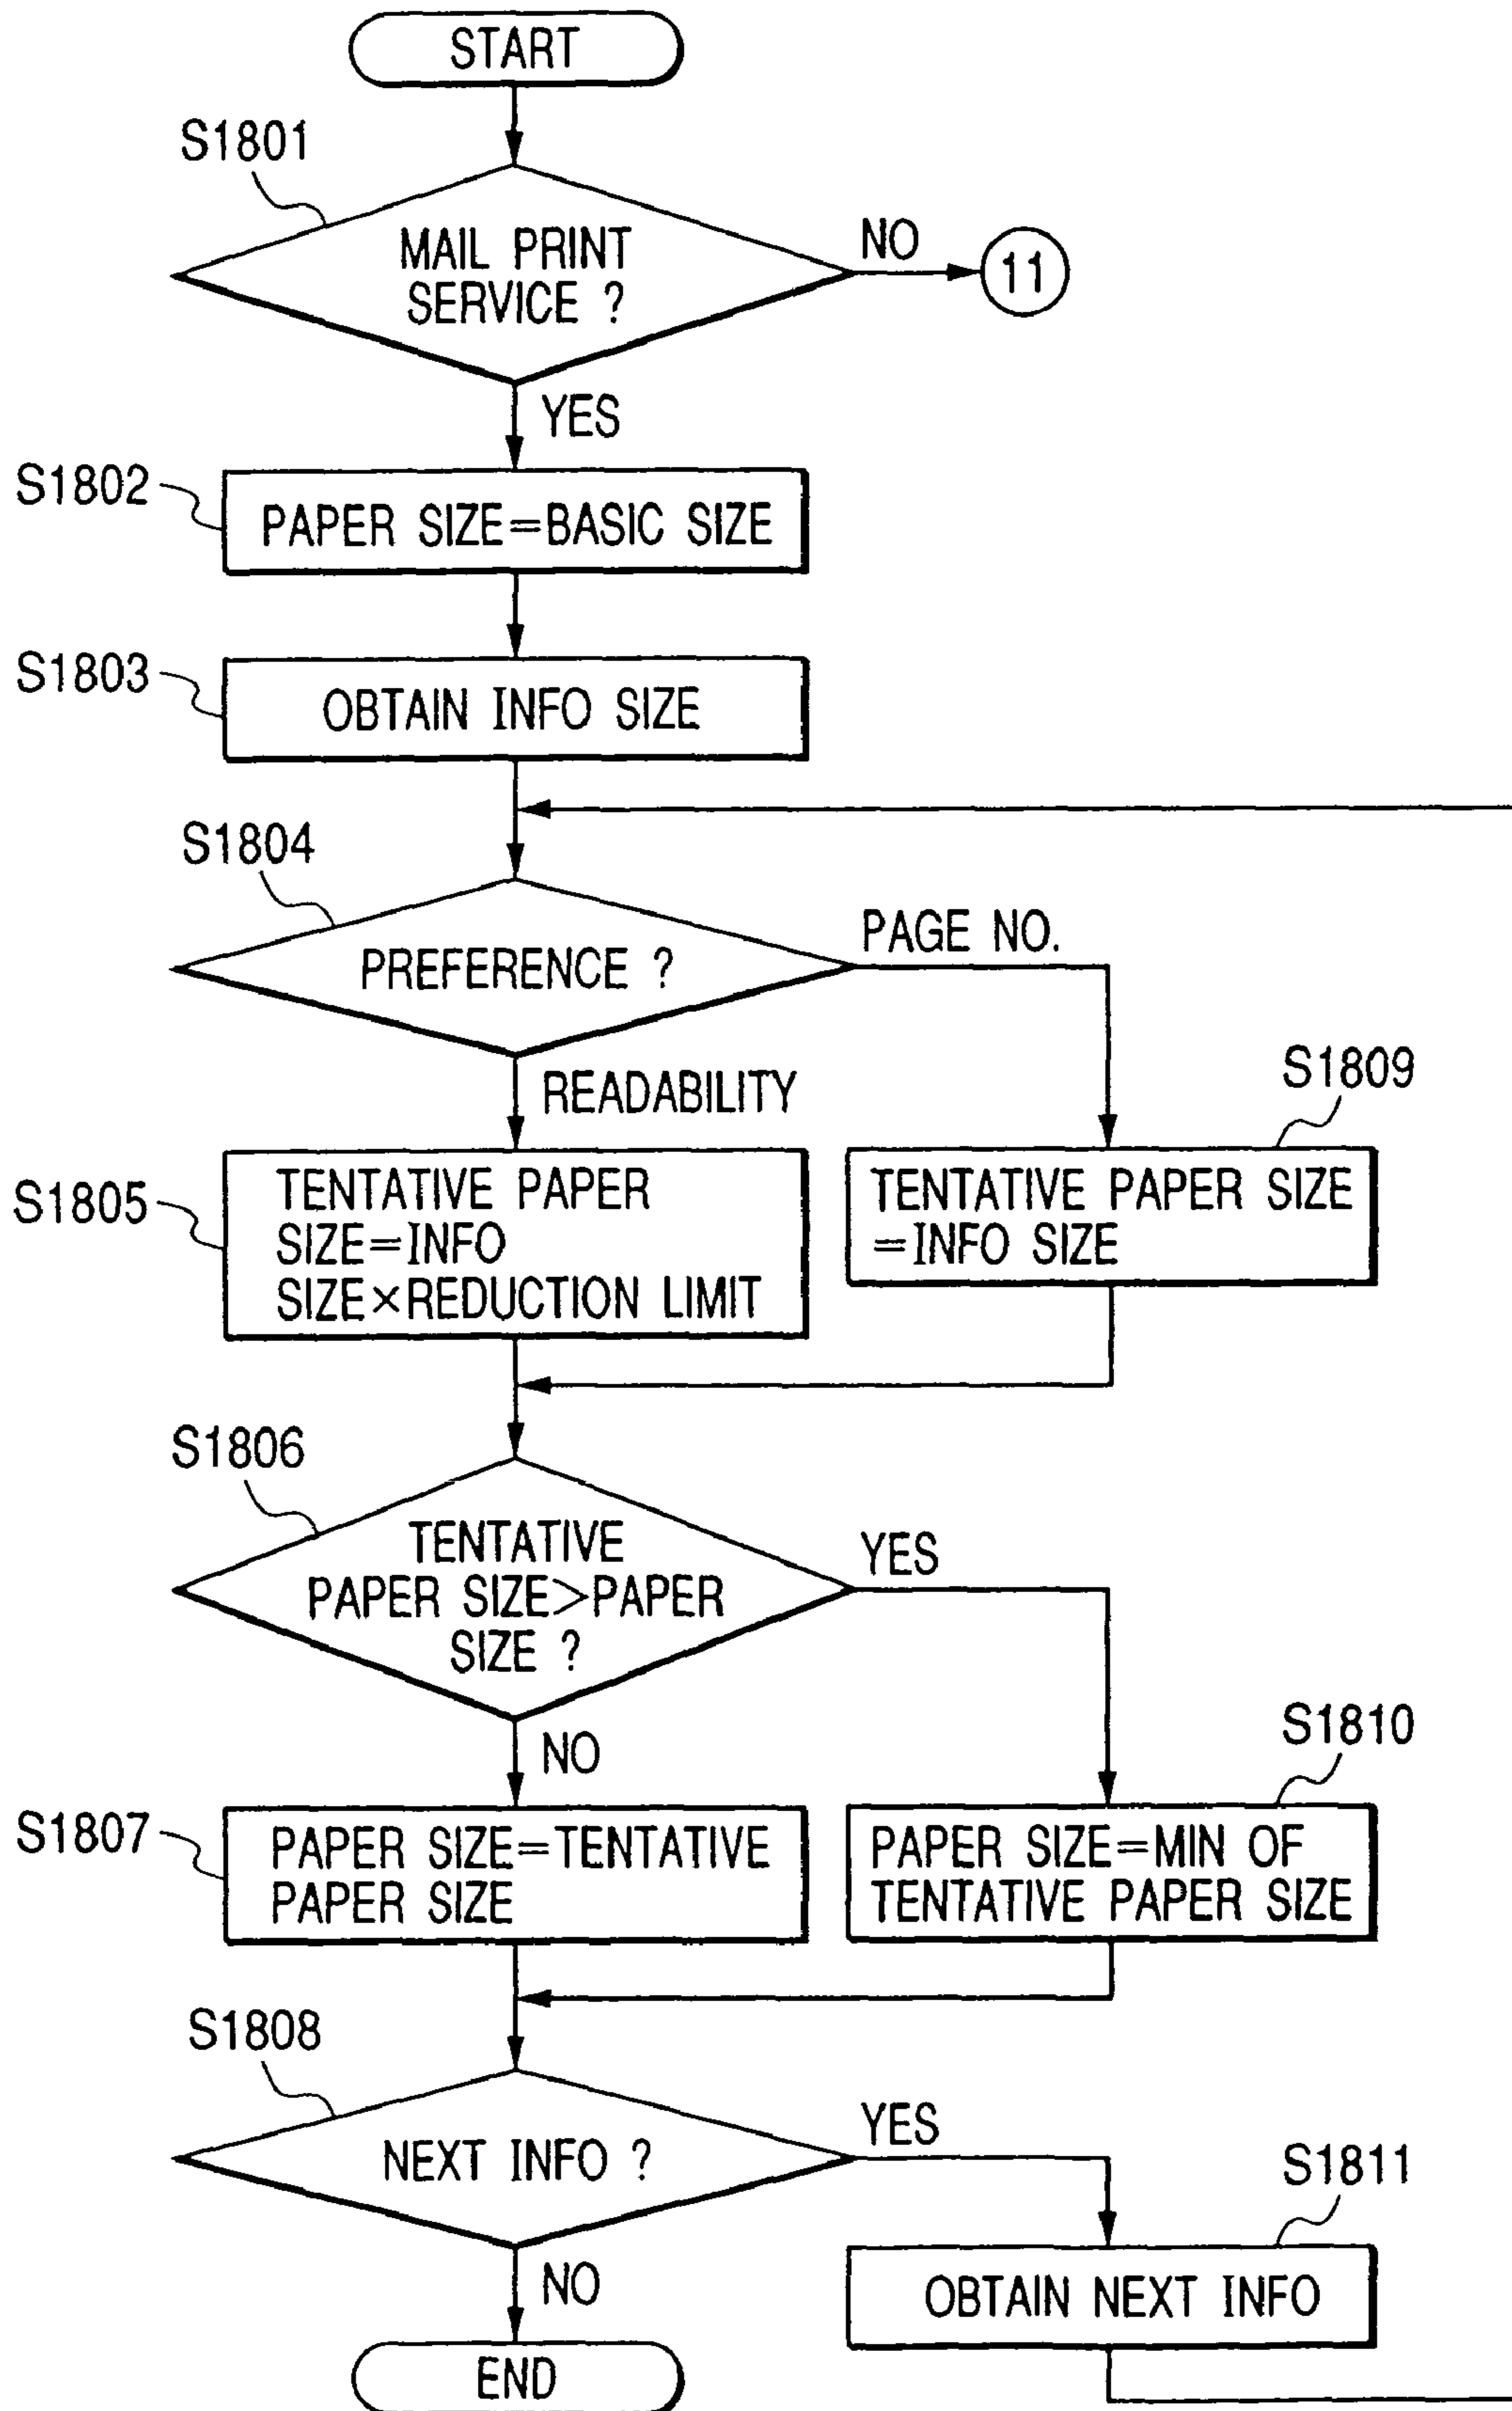 START
S1801
MAIL PRINT
SERVICE ?
NO
11
YES
S1802
PAPER SIZE=BASIC SIZE
S1803
OBTAIN INFO SIZE
S1804
PREFERENCE ?
PAGE NO.
READABILITY
S1809
S1805
TENTATIVE PAPER
SIZE=INFO
SIZE×REDUCTION LIMIT
TENTATIVE PAPER SIZE
=INFO SIZE
S1806
TENTATIVE
PAPER SIZE>PAPER
SIZE ?
YES
NO
S1810
S1807
PAPER SIZE=TENTATIVE
PAPER SIZE
PAPER SIZE=MIN OF
TENTATIVE PAPER SIZE
S1808
NEXT INFO ?
YES
S1811
NO
OBTAIN NEXT INFO
END